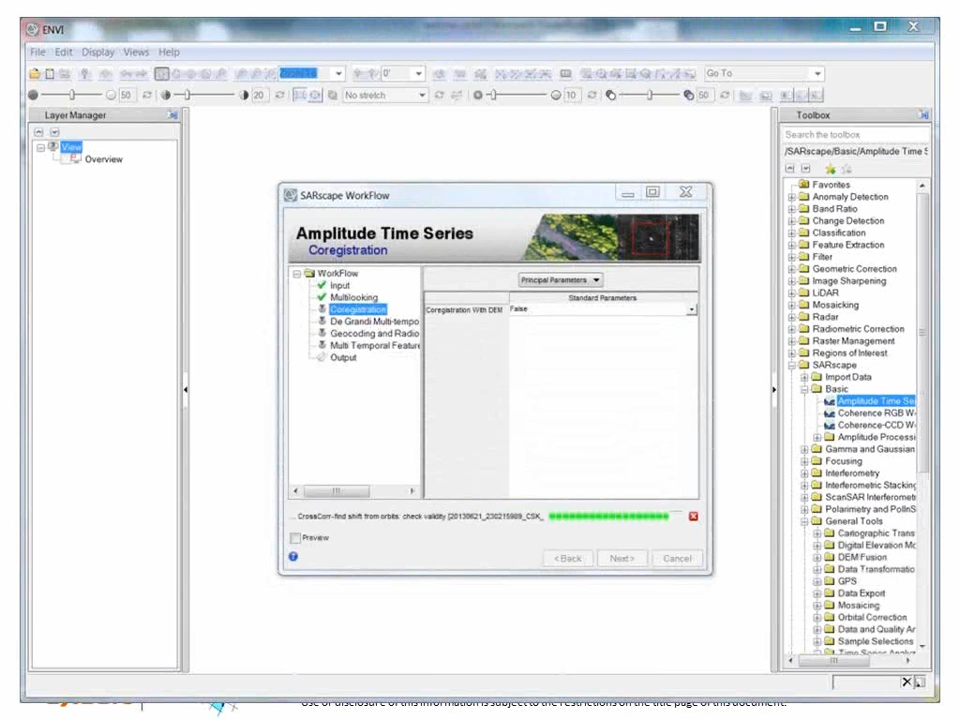 ENVI
File Edit Display Views Help
0°
Go To
50
20
No stretch
10
50
Layer Manager
View
Overview
Toolbox
Search the toolbox
/SARscape/Basic/Amplitude Time S
Favorites
Anomaly Detection
Band Ratio
Change Detection
Classification
Feature Extraction
Filter
Geometric Correction
Image Sharpening
LiDAR
Mosaicking
Radar
Radiometric Correction
Raster Management
Regions of Interest
SARscape
Import Data
Basic
Amplitude Time Se
Coherence RGB W
Coherence-CCD W
Amplitude Processi
Gamma and Gaussian
Focusing
Interferometry
Interferometric Stacking
ScanSAR Interferomet
Polarimetry and PolInS
General Tools
Cartographic Trans
Digital Elevation Mo
DEM Fusion
Data Transformatio
GPS
Data Export
Mosaicing
Orbital Correction
Data and Quality An
Sample Selections
SARscape WorkFlow
Amplitude Time Series
Coregistration
WorkFlow
Input
Multilooking
Coregistration
De Grandi Multi-tempo
Geocoding and Radio
Multi Temporal Feature
Output
Principal Parameters
Standard Parameters
Coregistration With DEM False
... CrossCorr-find shift from orbits: check validity [20130621_230215989_CSK_
Preview
< Back Next > Cancel
Use or disclosure of this information is subject to the restrictions on the title page of this document.